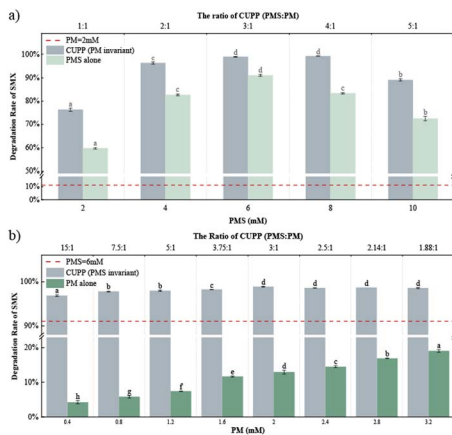 a)
The ratio of CUPP (PMS:PM)
1:1 2:1 3:1 4:1 5:1
PM=2mM
CUPP (PM invariant)
PMS alone
Degradation Rate of SMX
100%
90%
80%
70%
60%
50%
10%
0%
a a c c d d d c b b
2 4 6 8 10
PMS (mM)
b)
The Ratio of CUPP (PMS:PM)
15:1 7.5:1 5:1 3.75:1 3:1 2.5:1 2.14:1 1.88:1
PMS=6mM
CUPP (PMS invariant)
PM alone
Degradation Rate of SMX
100%
90%
20%
10%
0%
a b b c d d d d
h g f e d c b a
0.4 0.8 1.2 1.6 2 2.4 2.8 3.2
PM (mM)